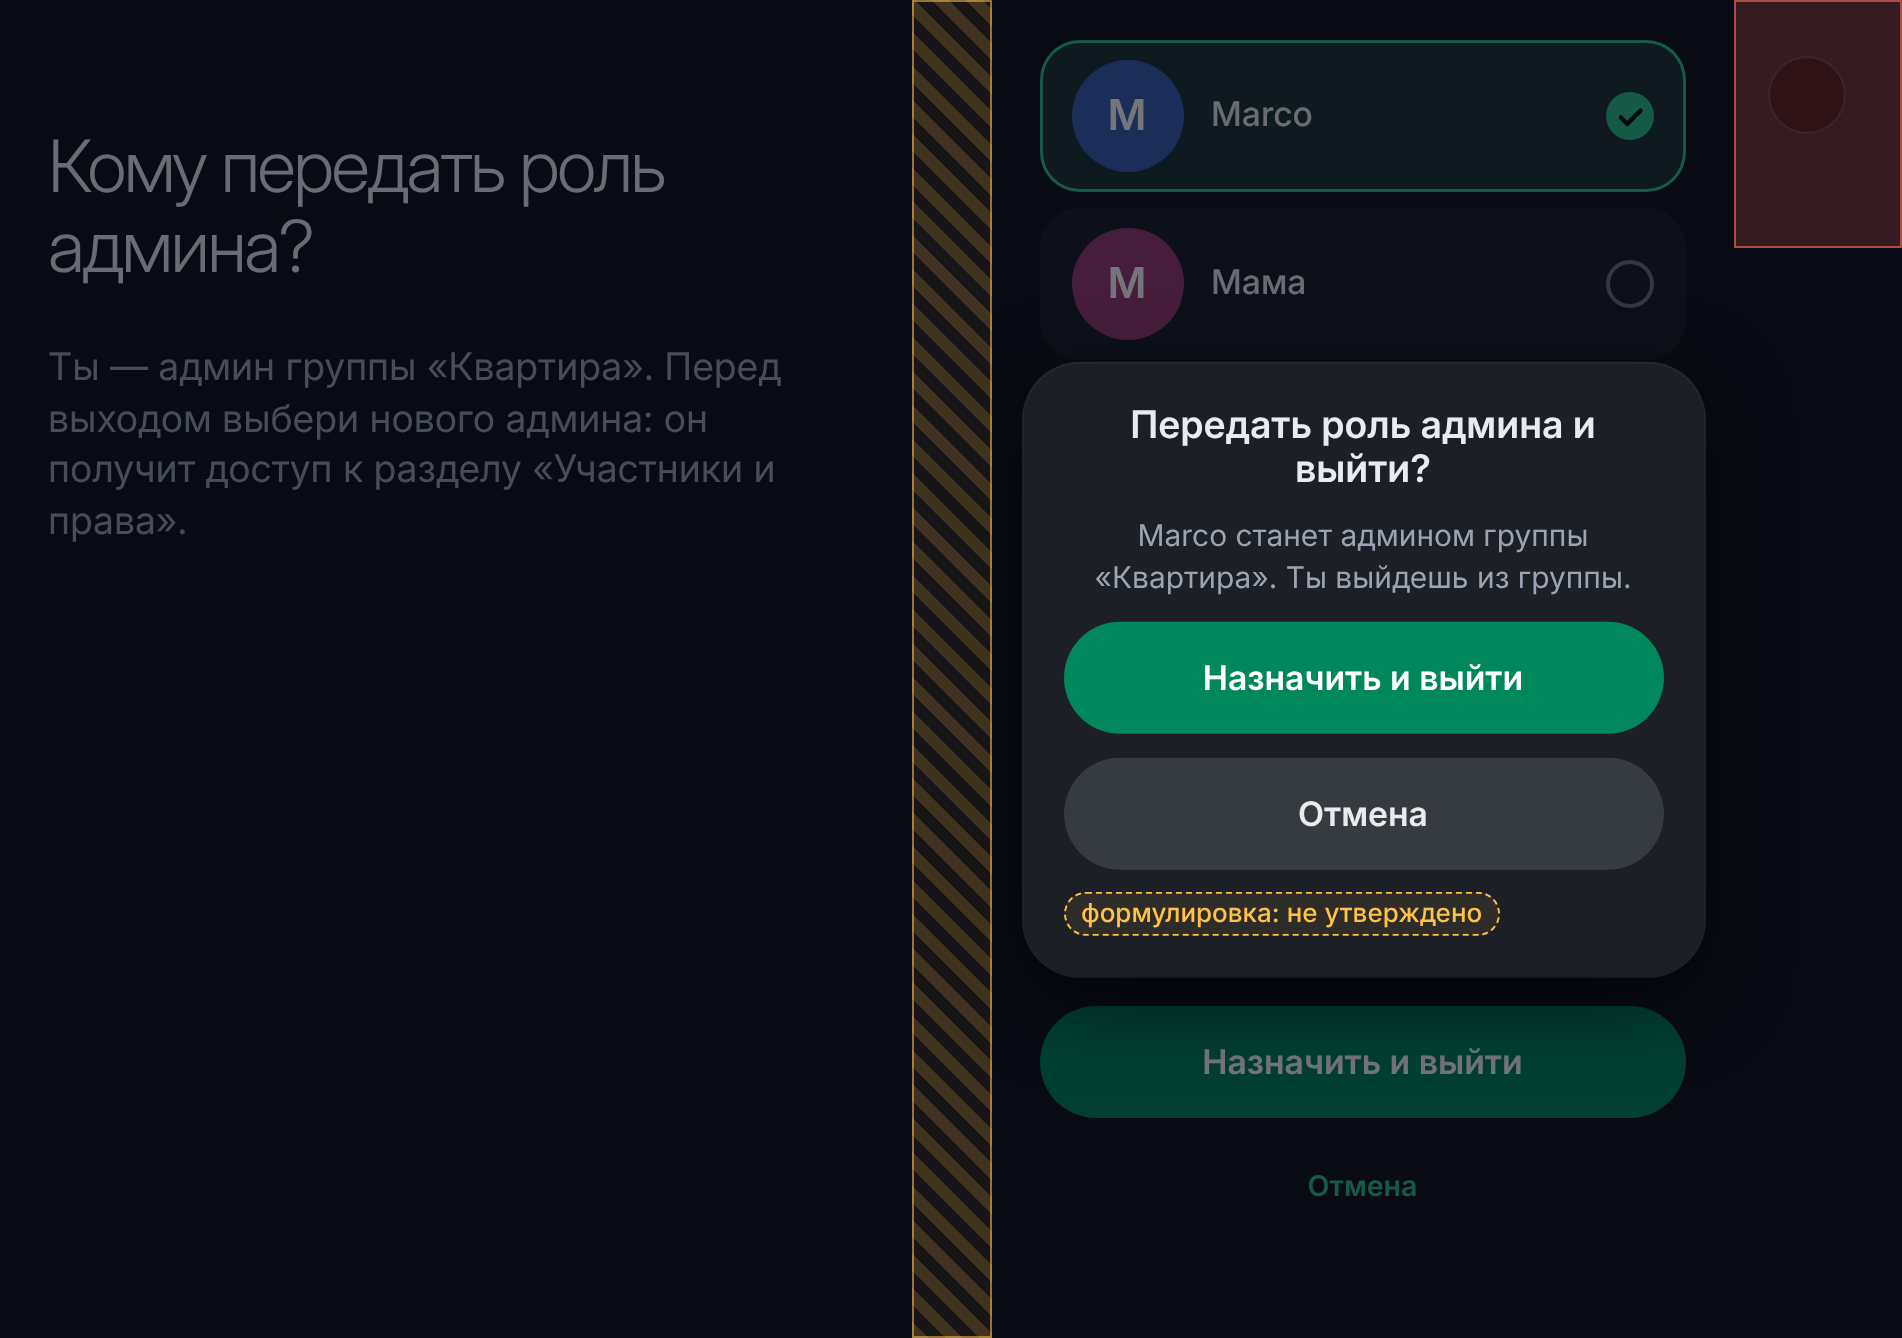 Кому передать роль
админа?
Ты — админ группы «Квартира». Перед
выходом выбери нового админа: он
получит доступ к разделу «Участники и
права».
M
Marco
М
Мама
Передать роль админа и
выйти?
Marco станет админом группы
«Квартира». Ты выйдешь из группы.
Назначить и выйти
Отмена
формулировка: не утверждено
Назначить и выйти
Отмена